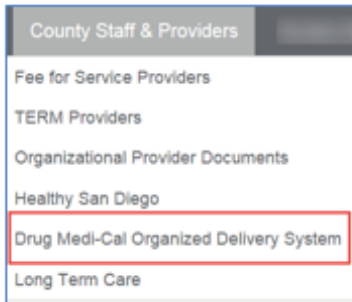 County Staff & Providers
Fee for Service Providers
TERM Providers
Organizational Provider Documents
Healthy San Diego
Drug Medi-Cal Organized Delivery System
Long Term Care